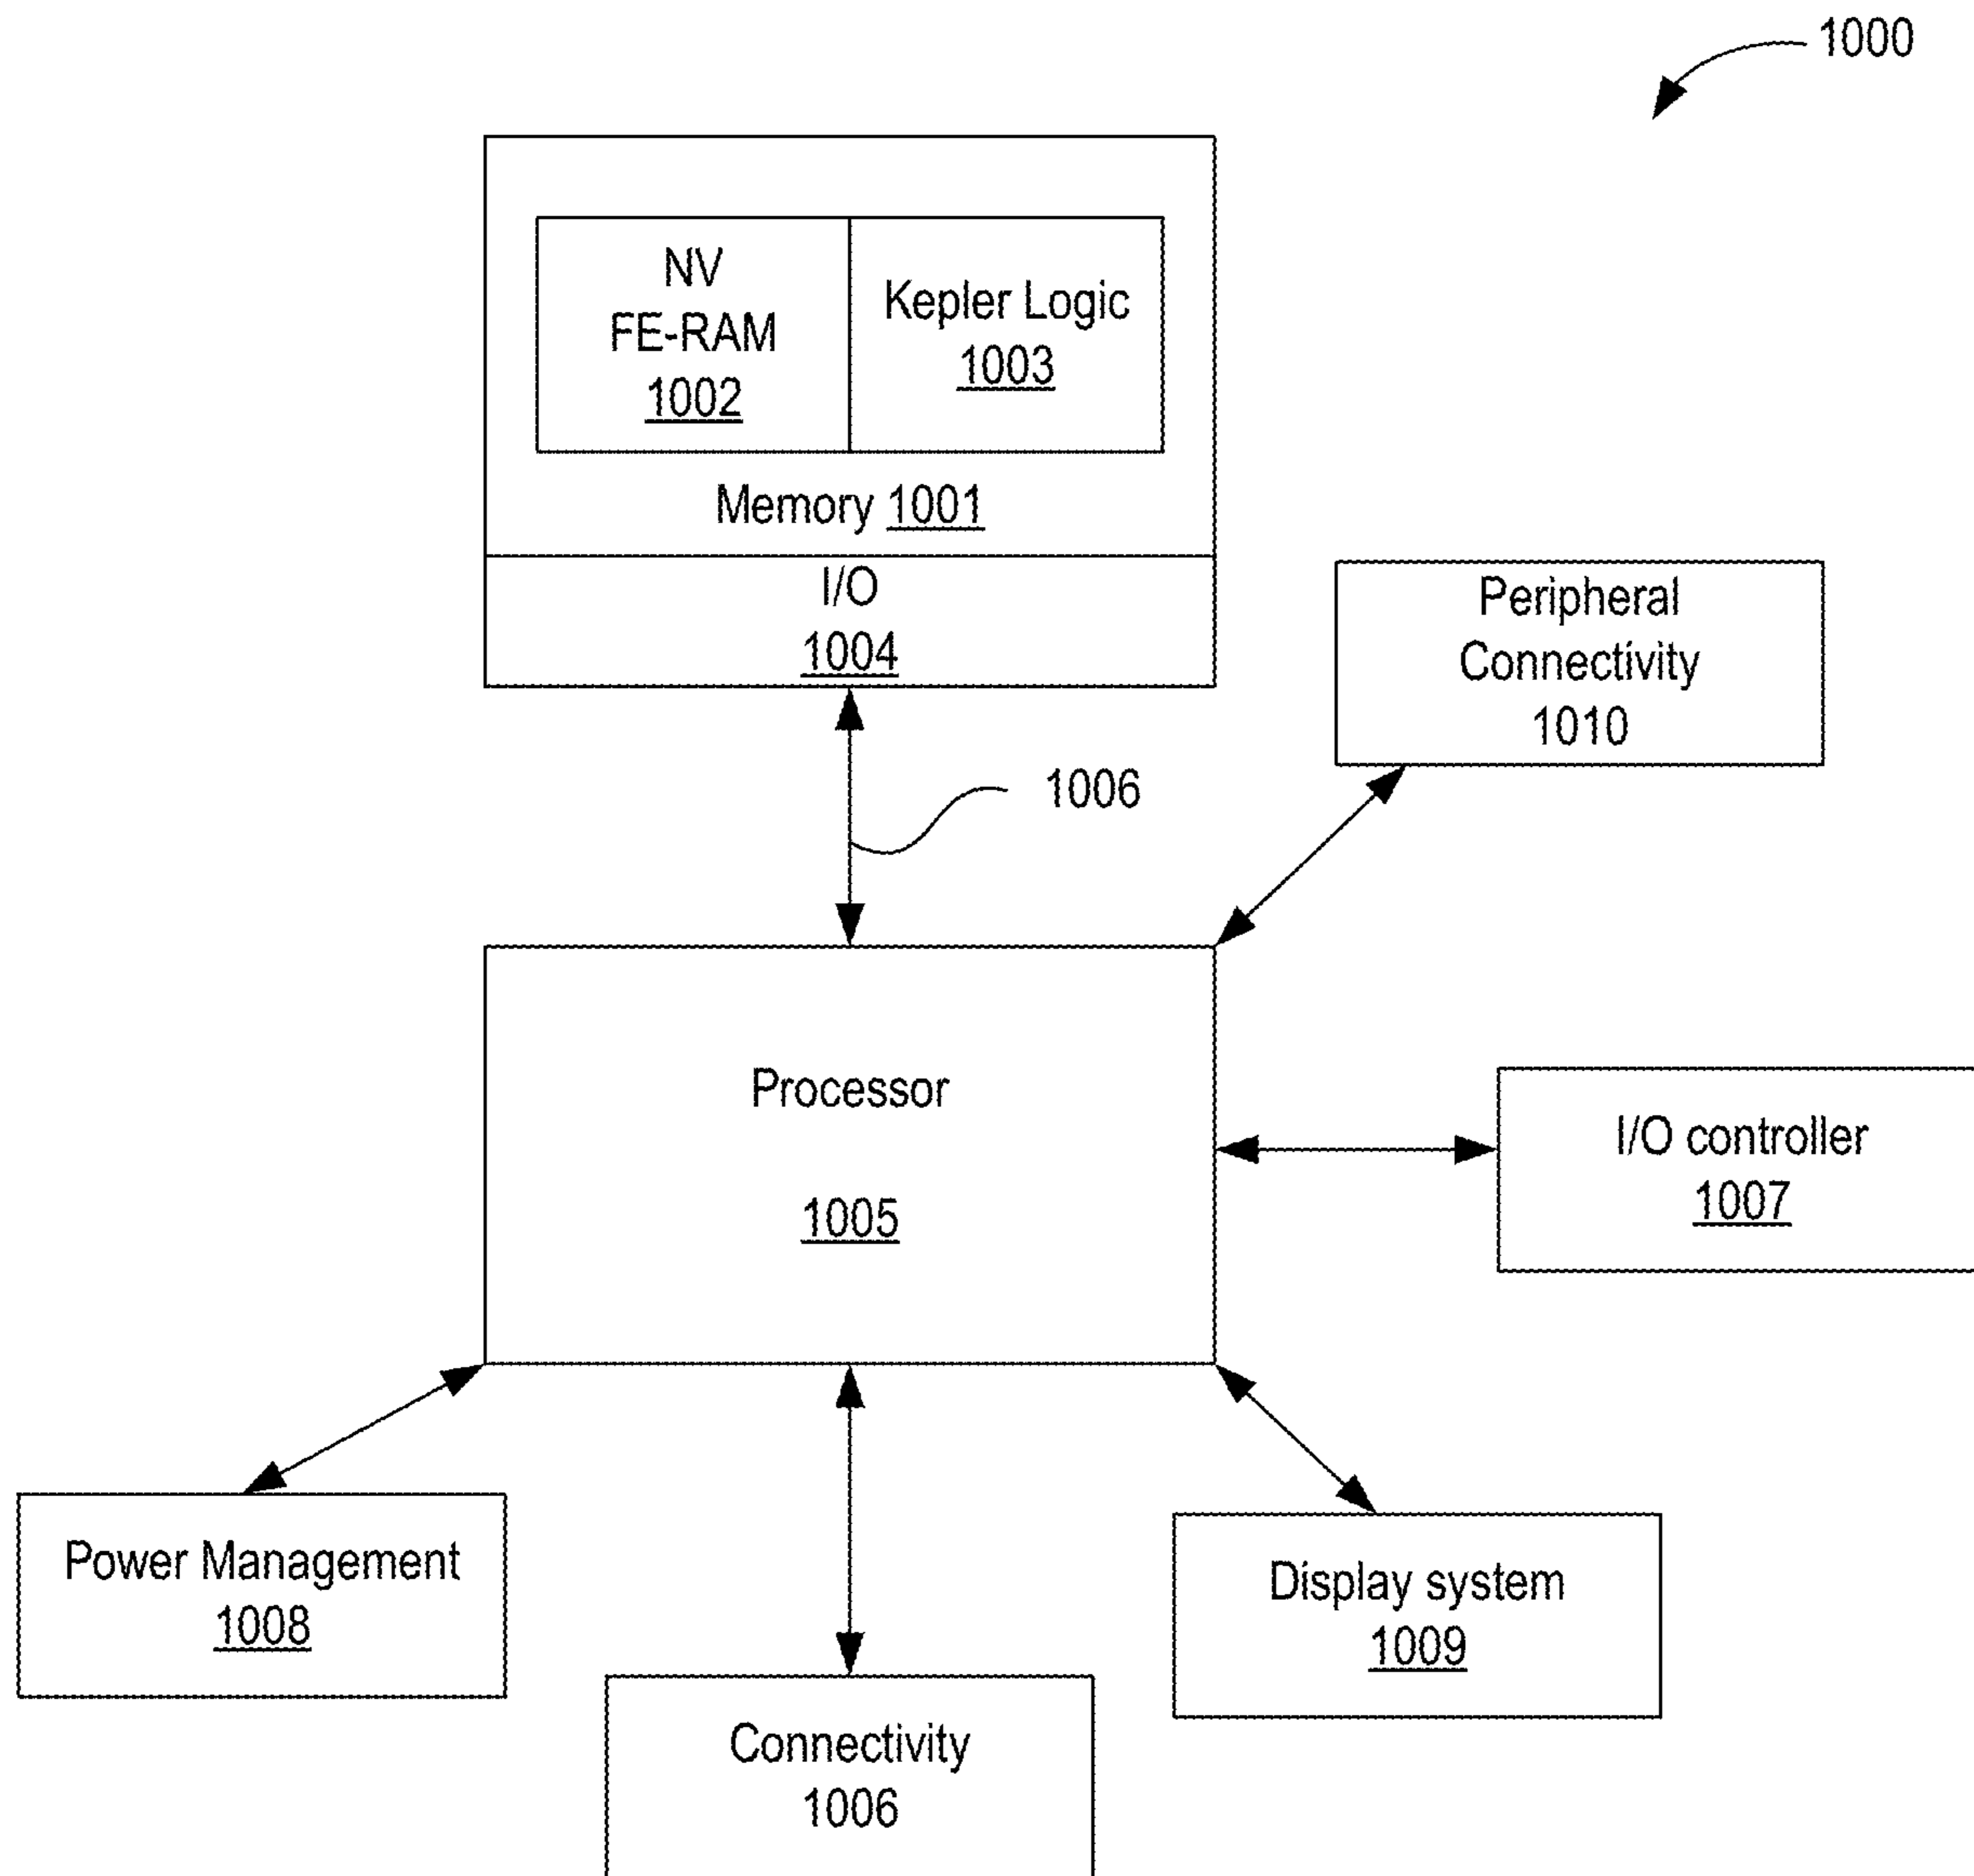 1000
NV
FE-RAM
1002
Kepler Logic
1003
Memory 1001
I/O
1004
Peripheral
Connectivity
1010
1006
Processor
1005
I/O controller
1007
Power Management
1008
Display system
1009
Connectivity
1006